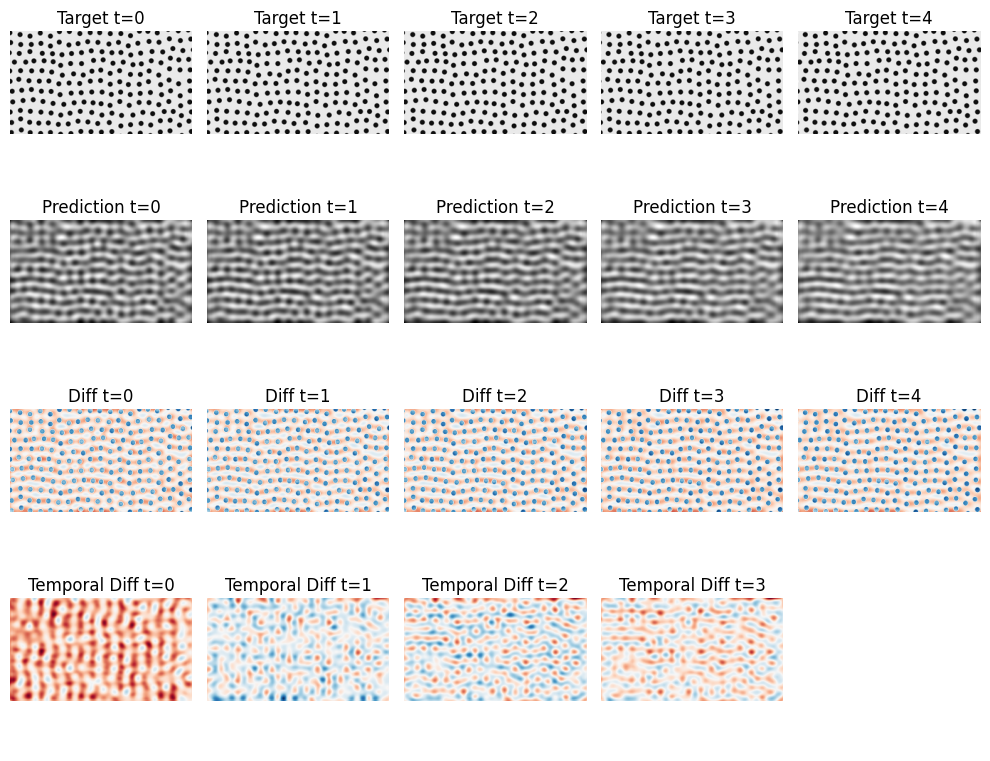 Target t=0 Target t=1 Target t=2 Target t=3 Target t=4
Prediction t=0 Prediction t=1 Prediction t=2 Prediction t=3 Prediction t=4
Diff t=0 Diff t=1 Diff t=2 Diff t=3 Diff t=4
Temporal Diff t=0 Temporal Diff t=1 Temporal Diff t=2 Temporal Diff t=3